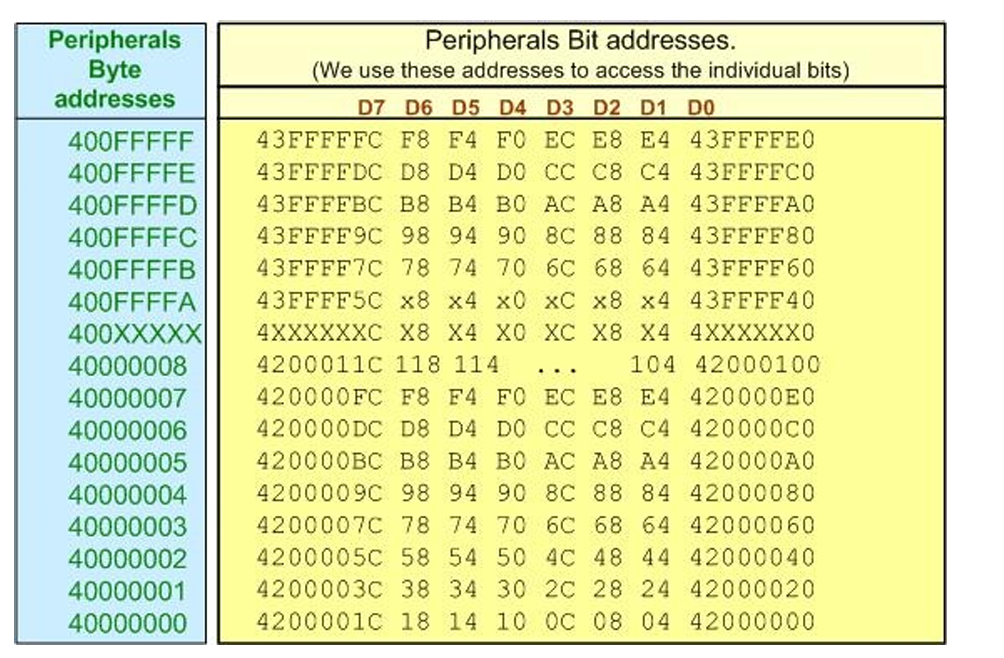 Peripherals
Byte
addresses
Peripherals Bit addresses.
(We use these addresses to access the individual bits)
D7 D6 D5 D4 D3 D2 D1 D0
400FFFFF 43FFFFFC F8 F4 F0 EC E8 E4 43FFFFE0
400FFFFE 43FFFFDC D8 D4 D0 CC C8 C4 43FFFFC0
400FFFFD 43FFFFBC B8 B4 B0 AC A8 A4 43FFFFA0
400FFFFC 43FFFF9C 98 94 90 8C 88 84 43FFFF80
400FFFFB 43FFFF7C 78 74 70 6C 68 64 43FFFF60
400FFFFA 43FFFF5C x8 x4 x0 xC x8 x4 43FFFF40
400XXXXX 4XXXXXXC X8 X4 X0 XC X8 X4 4XXXXXX0
40000008 4200011C 118 114 ... 104 42000100
40000007 420000FC F8 F4 F0 EC E8 E4 420000E0
40000006 420000DC D8 D4 D0 CC C8 C4 420000C0
40000005 420000BC B8 B4 B0 AC A8 A4 420000A0
40000004 4200009C 98 94 90 8C 88 84 42000080
40000003 4200007C 78 74 70 6C 68 64 42000060
40000002 4200005C 58 54 50 4C 48 44 42000040
40000001 4200003C 38 34 30 2C 28 24 42000020
40000000 4200001C 18 14 10 0C 08 04 42000000